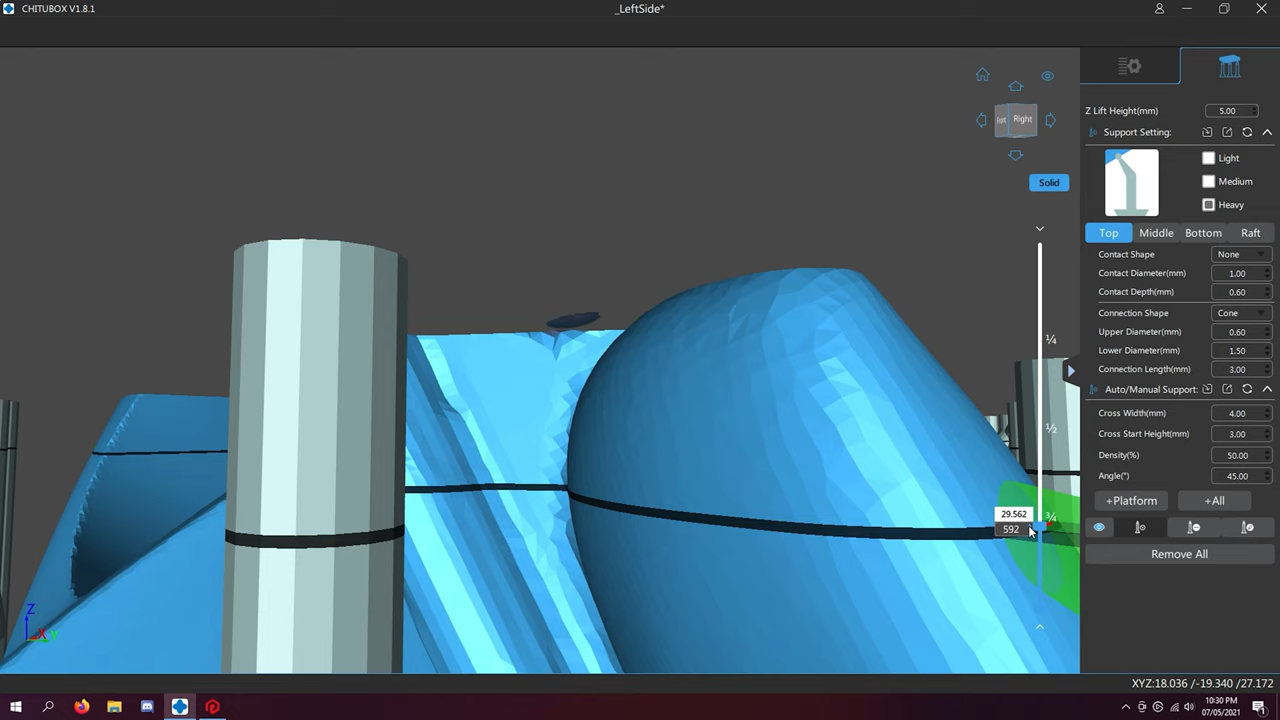 CHITUBOX V1.8.1
_LeftSide*
Right
Solid
¼
½
¾
29.562
592
Z
X
Y
Z Lift Height(mm) 5.00
Support Setting:
Light
Medium
Heavy
Top Middle Bottom Raft
Contact Shape None
Contact Diameter(mm) 1.00
Contact Depth(mm) 0.60
Connection Shape Cone
Upper Diameter(mm) 0.60
Lower Diameter(mm) 1.50
Connection Length(mm) 3.00
Auto/Manual Support:
Cross Width(mm) 4.00
Cross Start Height(mm) 3.00
Density(%) 50.00
Angle(°) 45.00
+Platform +All
Remove All
XYZ:18.036 /-19.340 /27.172
10:30 PM
07/05/2021